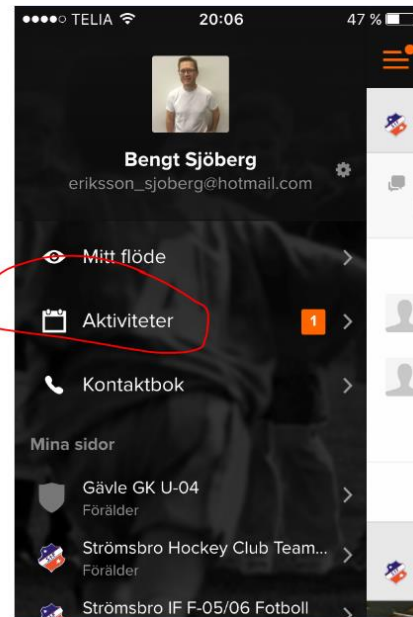 TELIA 20:06 47 %
Bengt Sjöberg
eriksson_sjoberg@hotmail.com
Mitt flöde
Aktiviteter 1
Kontaktbok
Mina sidor
Gävle GK U-04
Förälder
Strömsbro Hockey Club Team...
Förälder
Strömsbro IF F-05/06 Fotboll